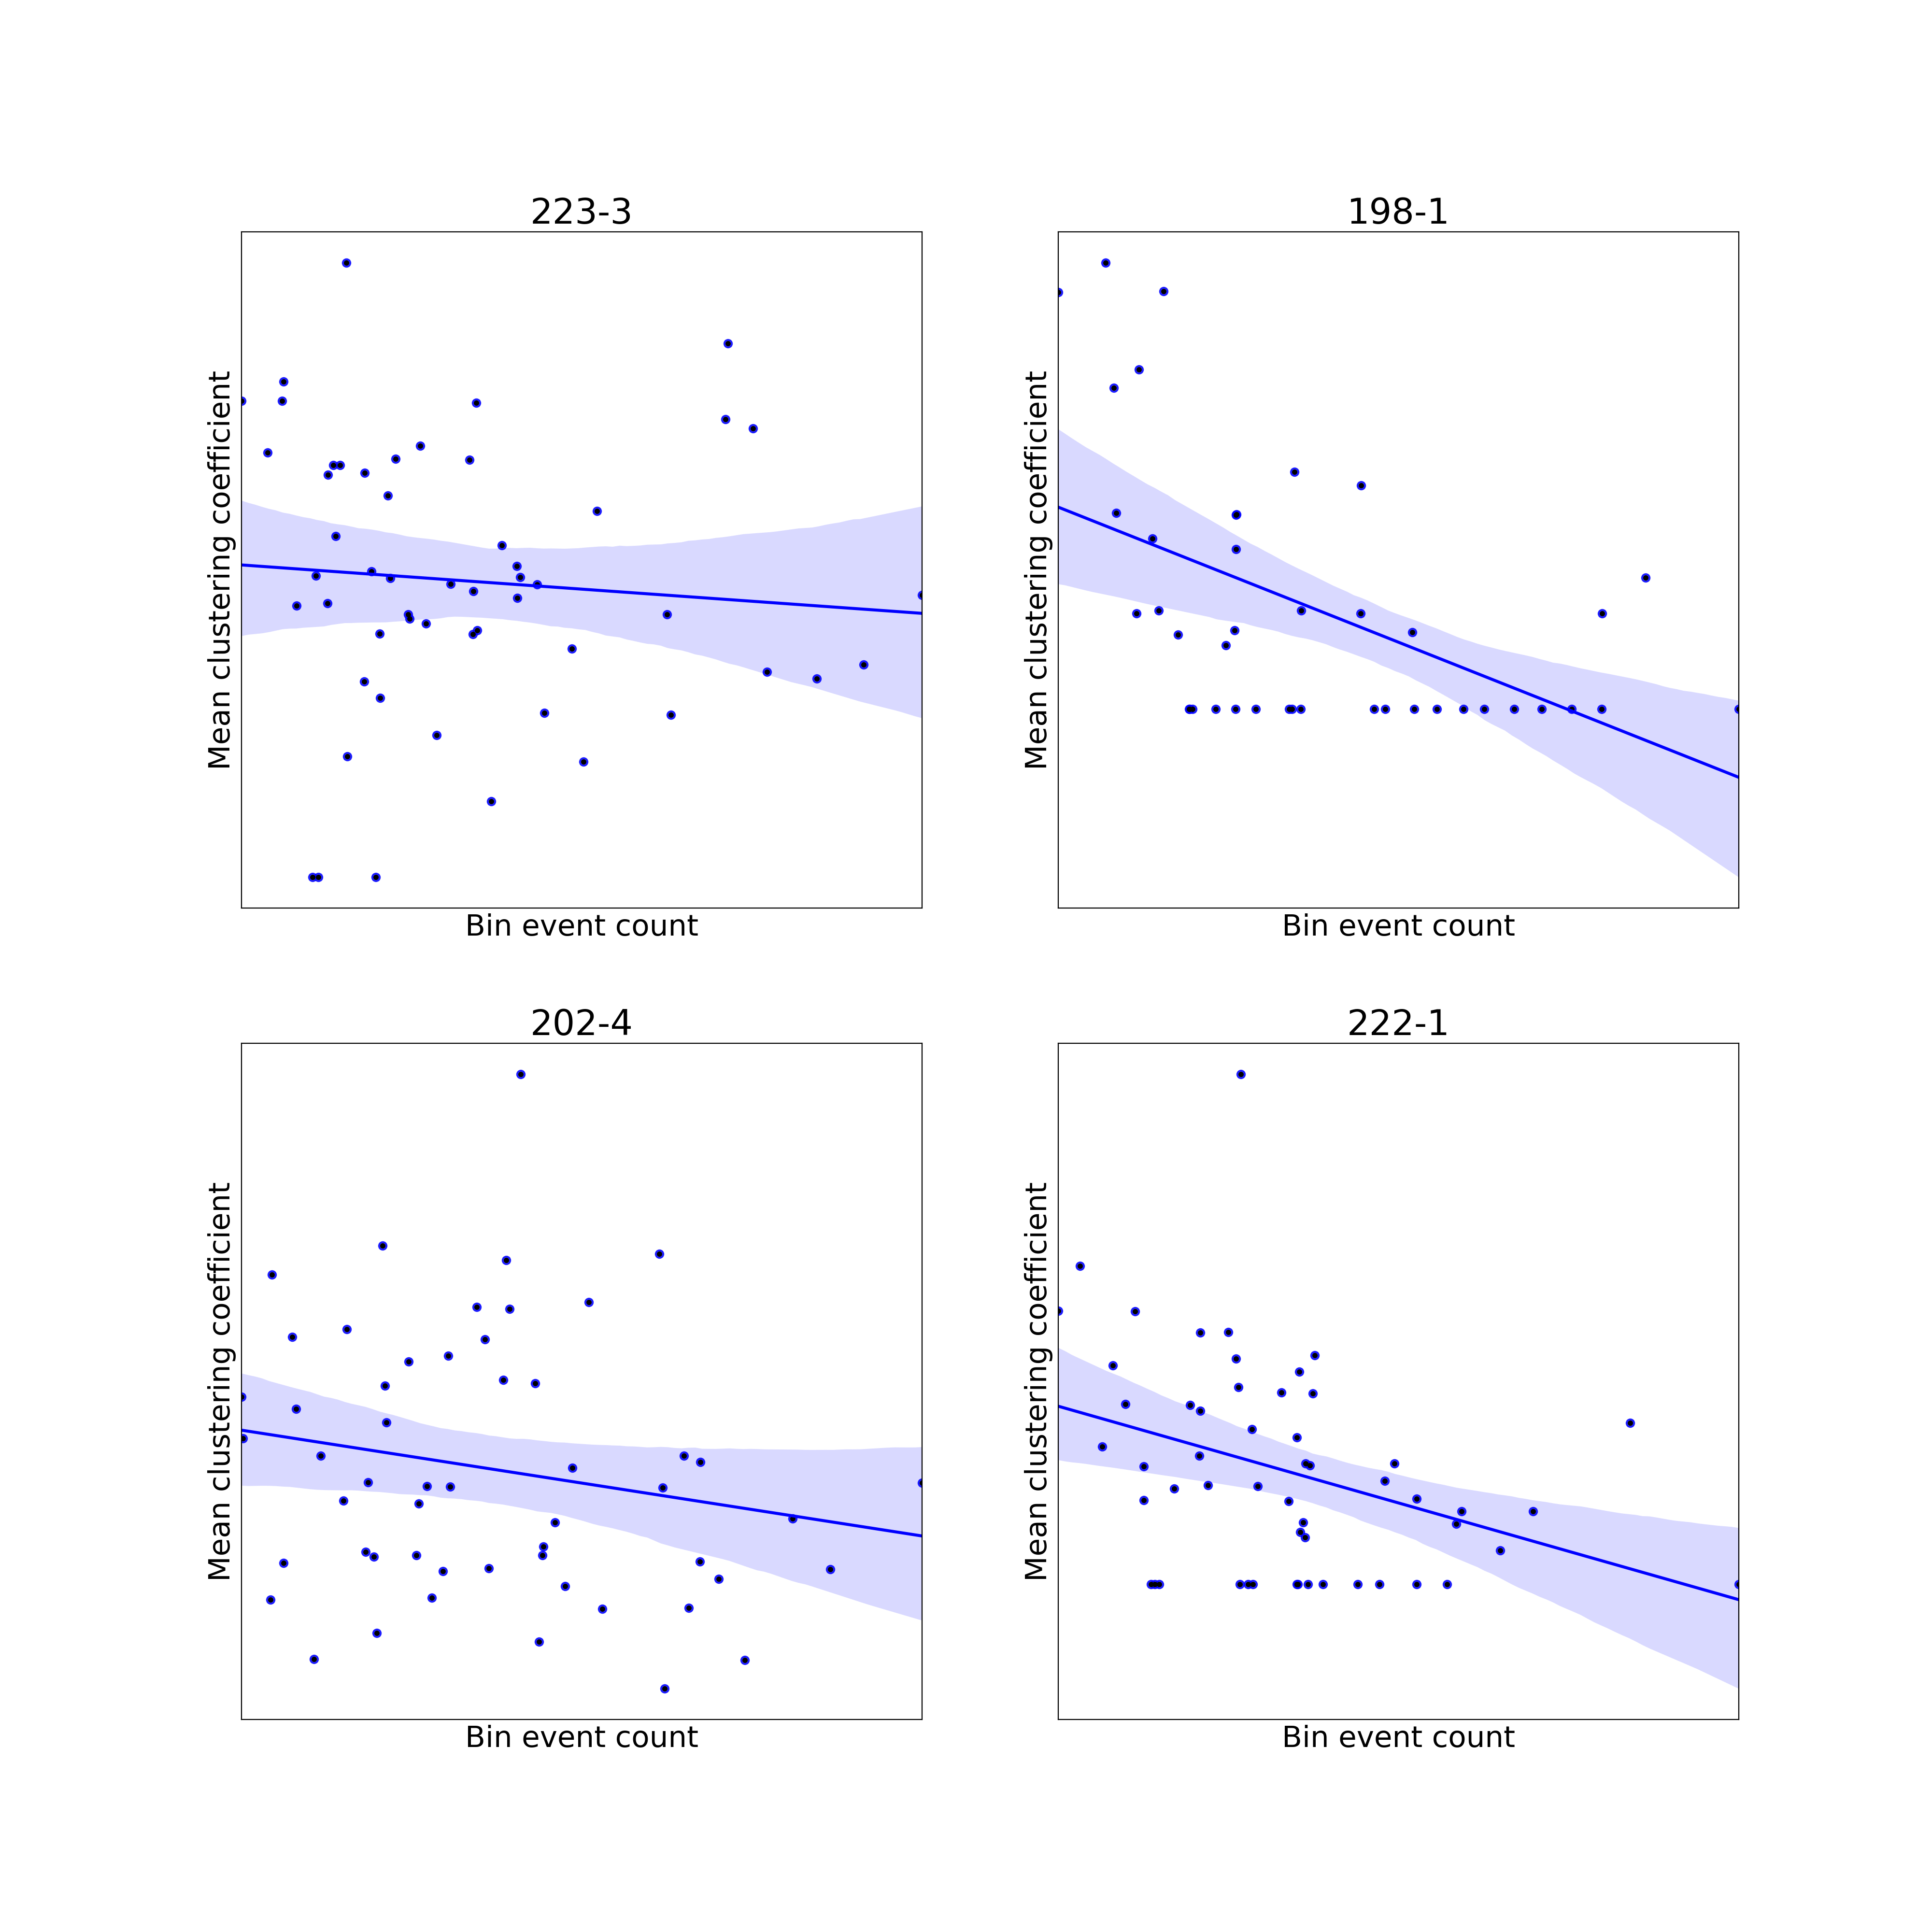 223-3
Mean clustering coefficient
Bin event count
198-1
Mean clustering coefficient
Bin event count
202-4
Mean clustering coefficient
Bin event count
222-1
Mean clustering coefficient
Bin event count